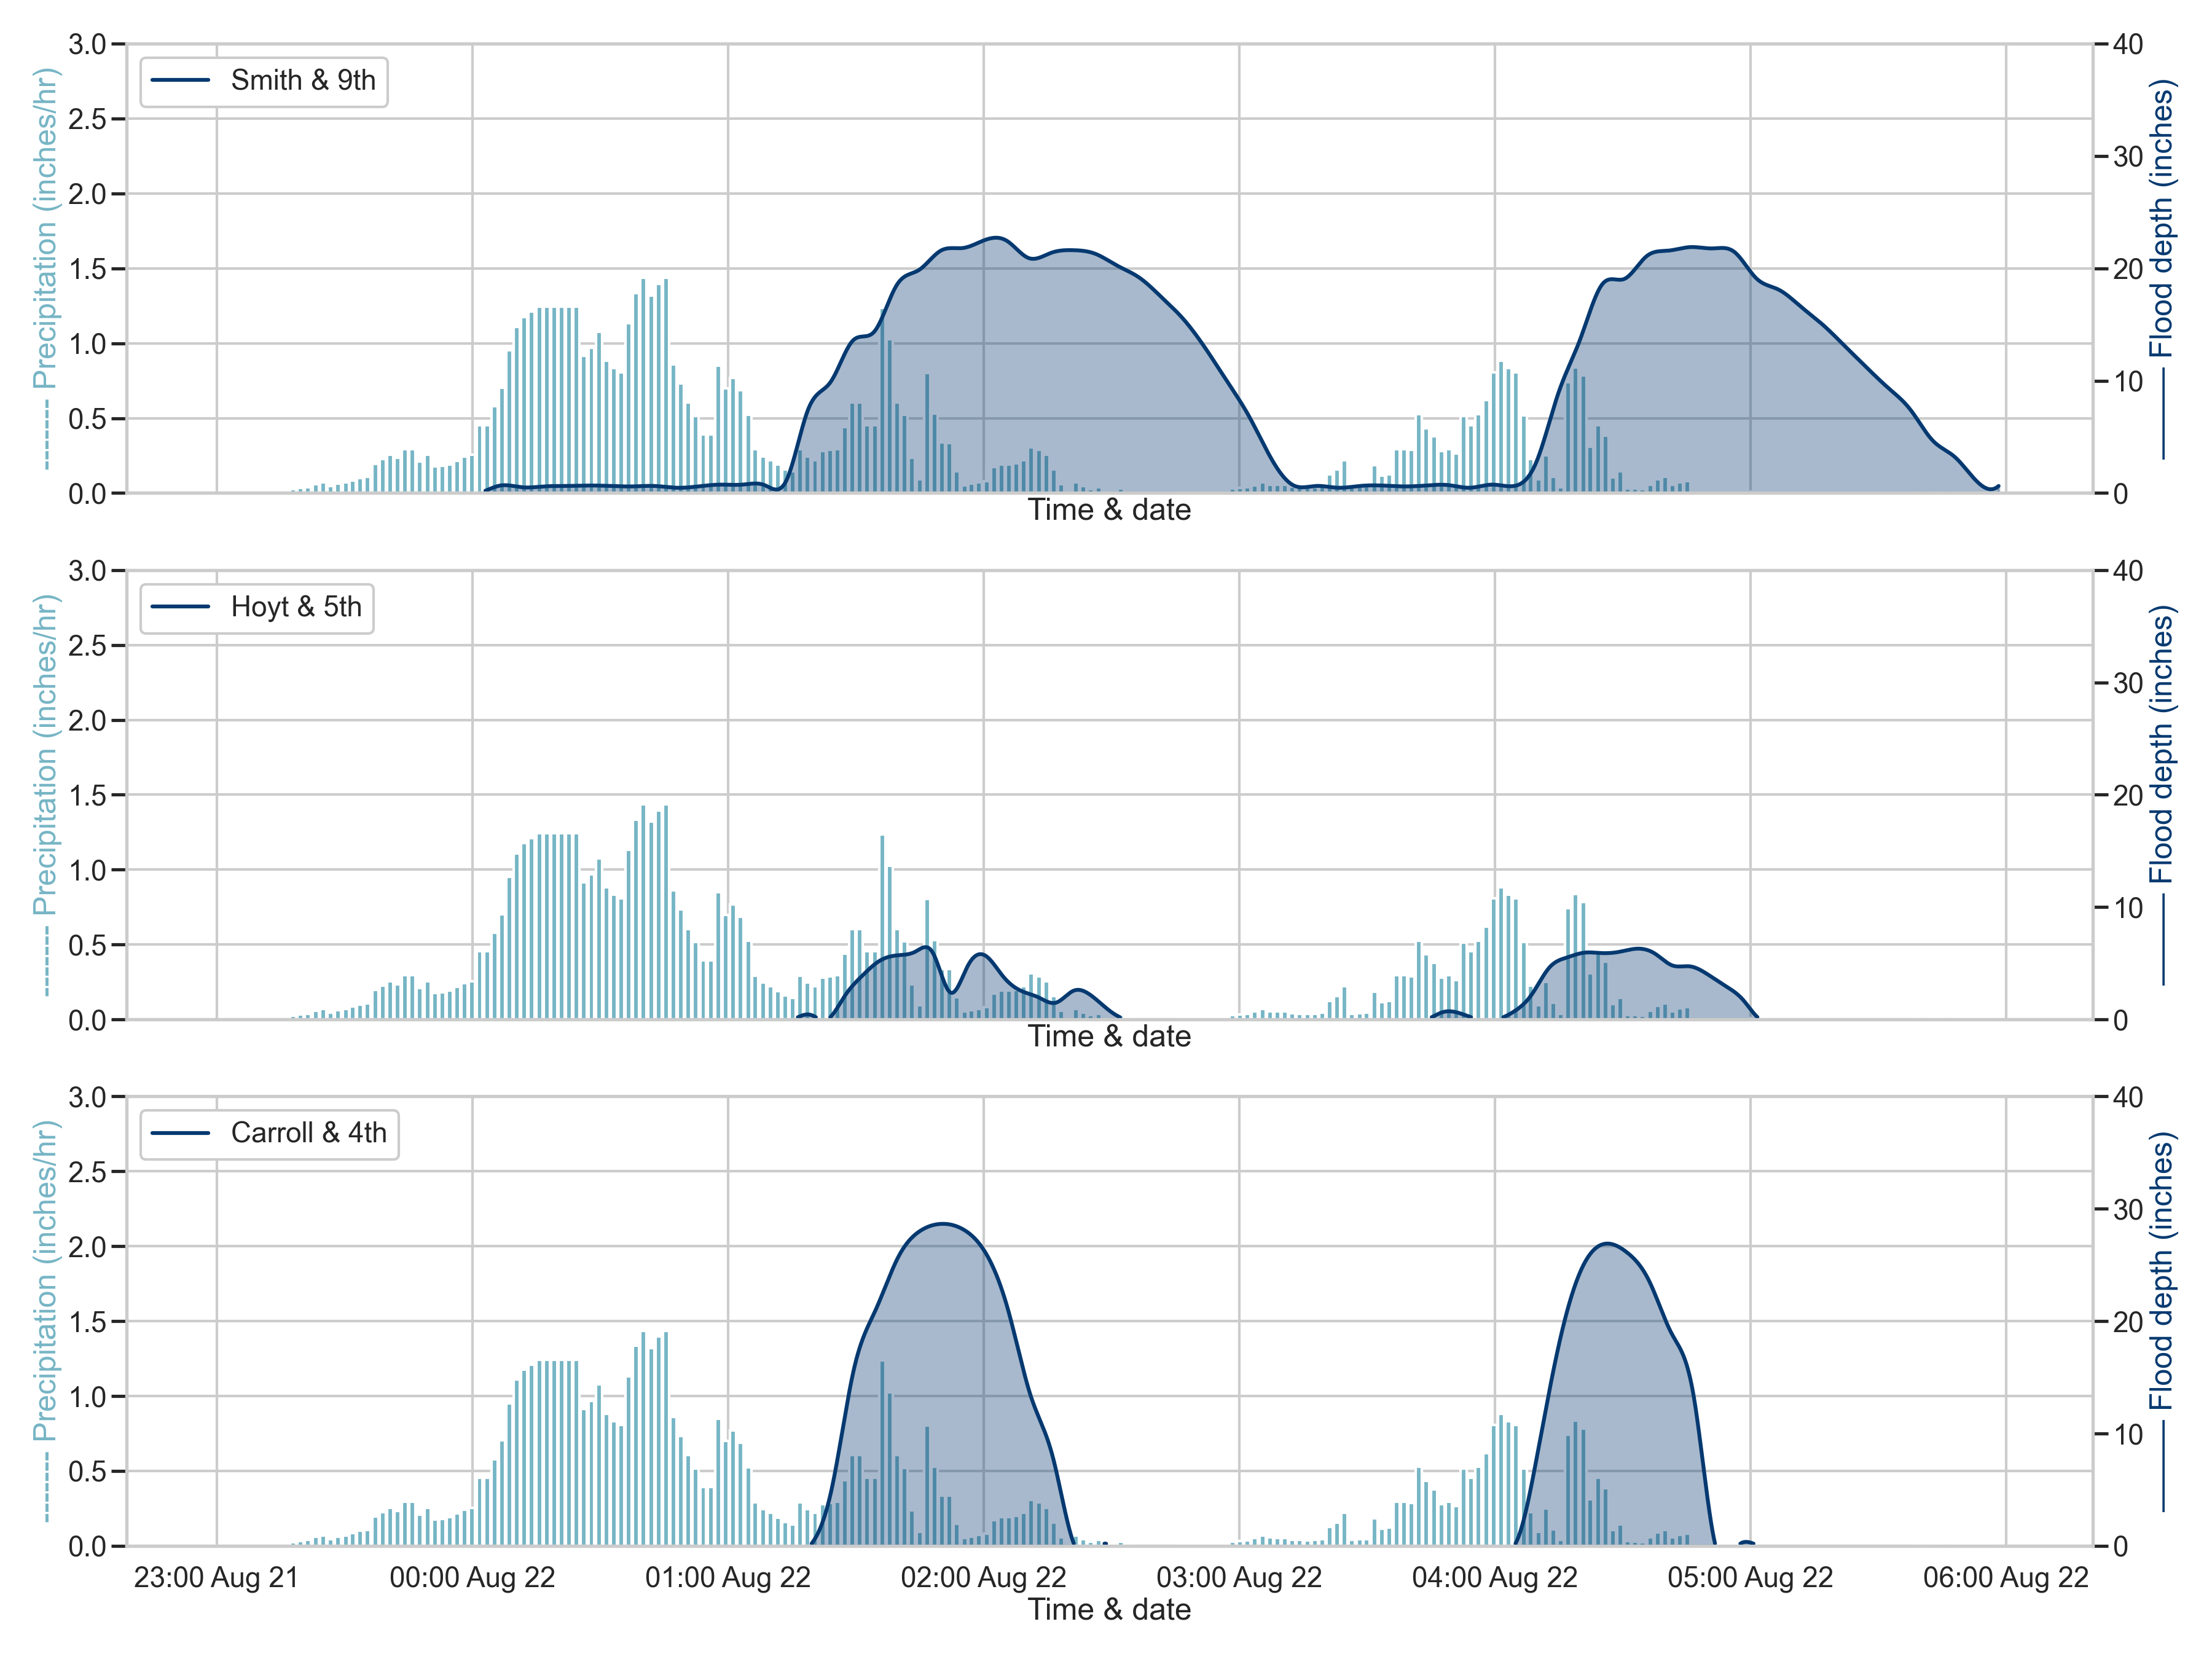 3.0
2.5
2.0
1.5
1.0
0.5
0.0
------- Precipitation (inches/hr)
Smith & 9th
40
30
20
10
0
—— Flood depth (inches)
Time & date
3.0
2.5
2.0
1.5
1.0
0.5
0.0
------- Precipitation (inches/hr)
Hoyt & 5th
40
30
20
10
0
—— Flood depth (inches)
Time & date
3.0
2.5
2.0
1.5
1.0
0.5
0.0
------- Precipitation (inches/hr)
Carroll & 4th
40
30
20
10
0
—— Flood depth (inches)
23:00 Aug 21 00:00 Aug 22 01:00 Aug 22 02:00 Aug 22 03:00 Aug 22 04:00 Aug 22 05:00 Aug 22 06:00 Aug 22
Time & date